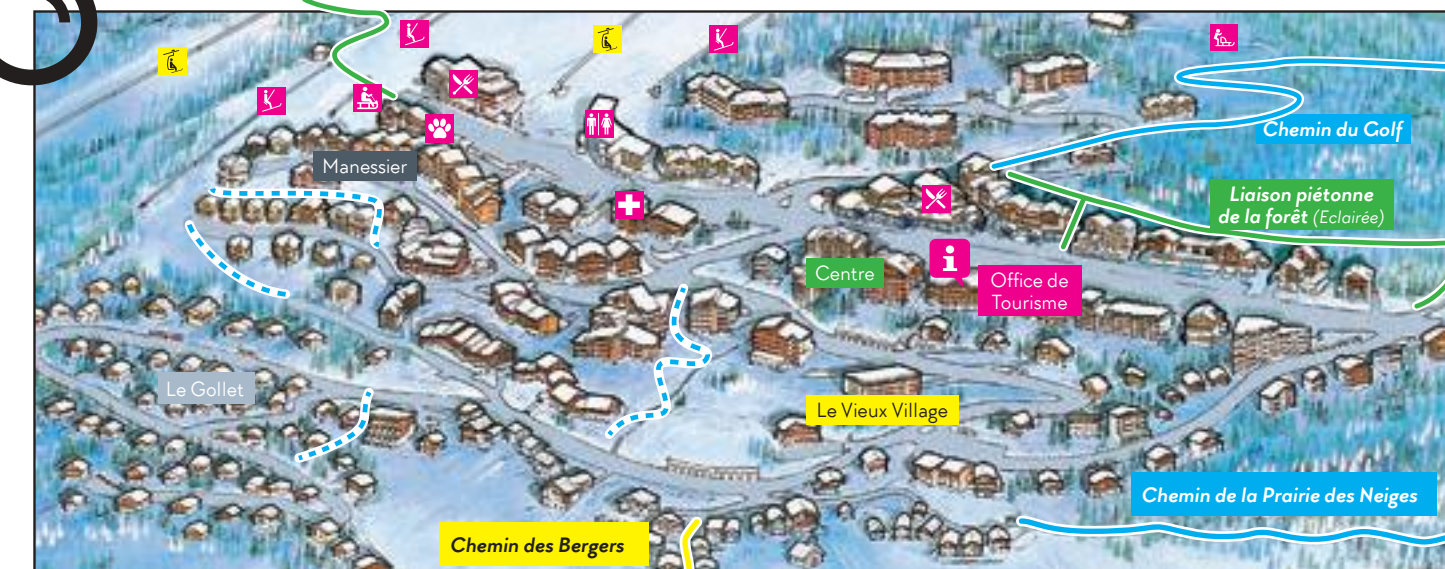 Manessier
Chemin du Golf
Liaison piétonne
de la forêt (Eclairée)
Centre
i
Office de
Tourisme
Le Gollet
Le Vieux Village
Chemin de la Prairie des Neiges
Chemin des Bergers